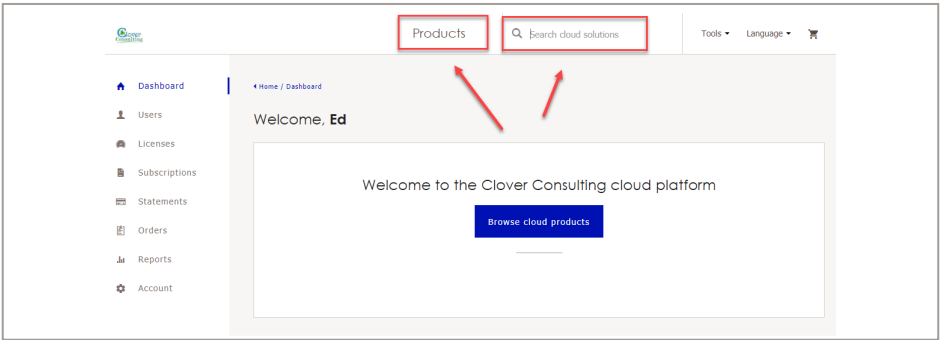 Clover
Consulting
Products
Search cloud solutions
Tools
Language
Dashboard
Users
Licenses
Subscriptions
Statements
Orders
Reports
Account
Home / Dashboard
Welcome, Ed
Welcome to the Clover Consulting cloud platform
Browse cloud products